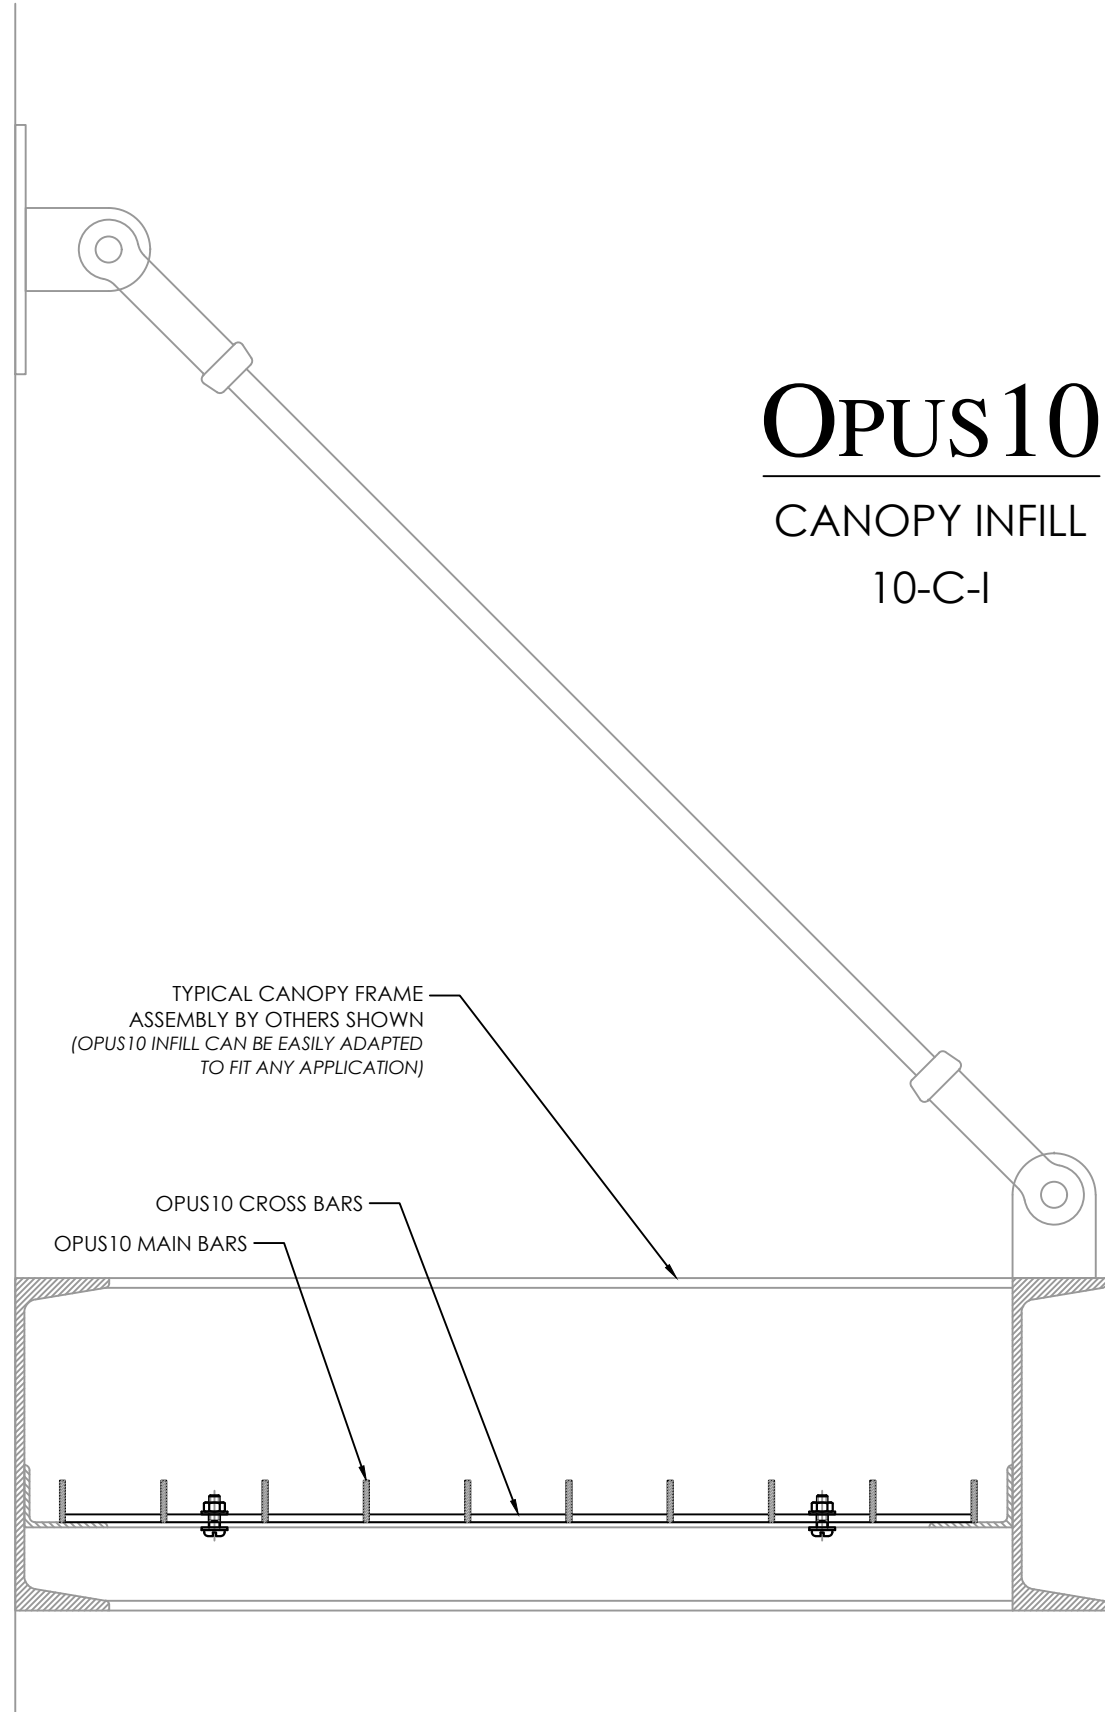 OPUS10
CANOPY INFILL
10-C-I
TYPICAL CANOPY FRAME
ASSEMBLY BY OTHERS SHOWN
(OPUS10 INFILL CAN BE EASILY ADAPTED
TO FIT ANY APPLICATION)
OPUS10 CROSS BARS
OPUS10 MAIN BARS